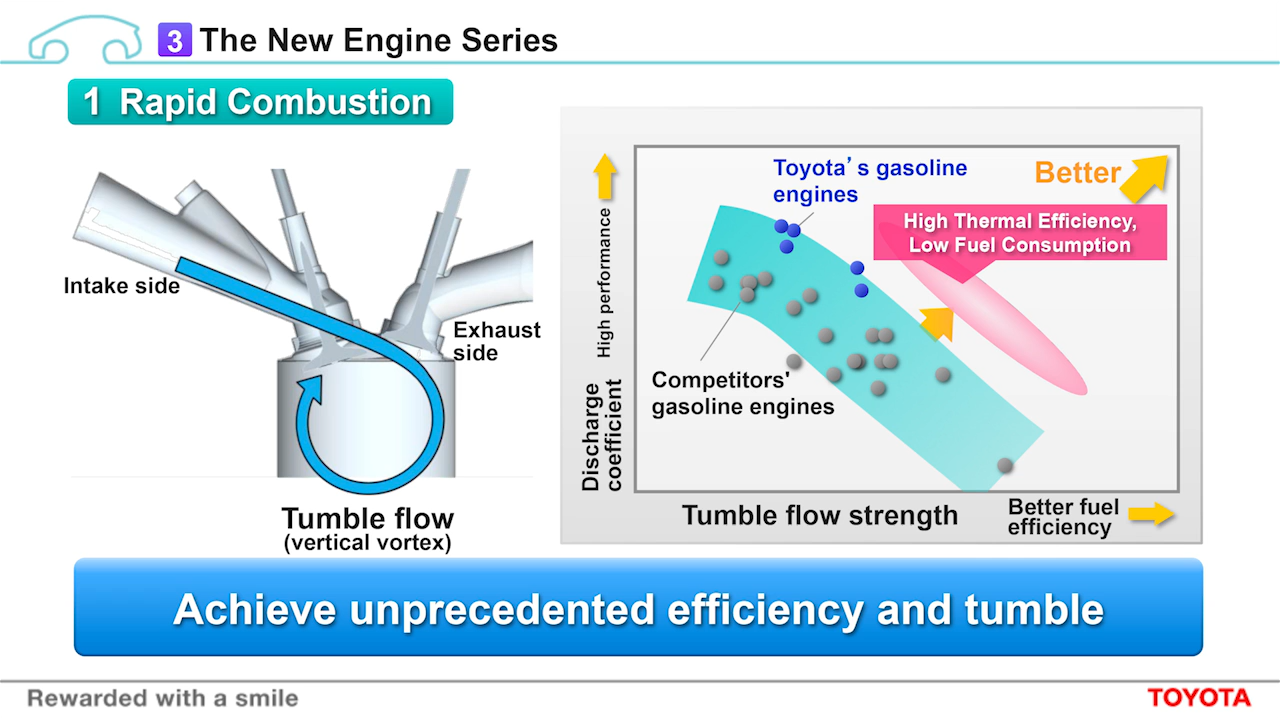 3 The New Engine Series
1 Rapid Combustion
Intake side
Exhaust
side
Tumble flow
(vertical vortex)
Toyota’s gasoline
engines
Better
High Thermal Efficiency,
Low Fuel Consumption
High performance
Discharge
coefficient
Competitors'
gasoline engines
Tumble flow strength
Better fuel
efficiency
Achieve unprecedented efficiency and tumble
Rewarded with a smile
TOYOTA